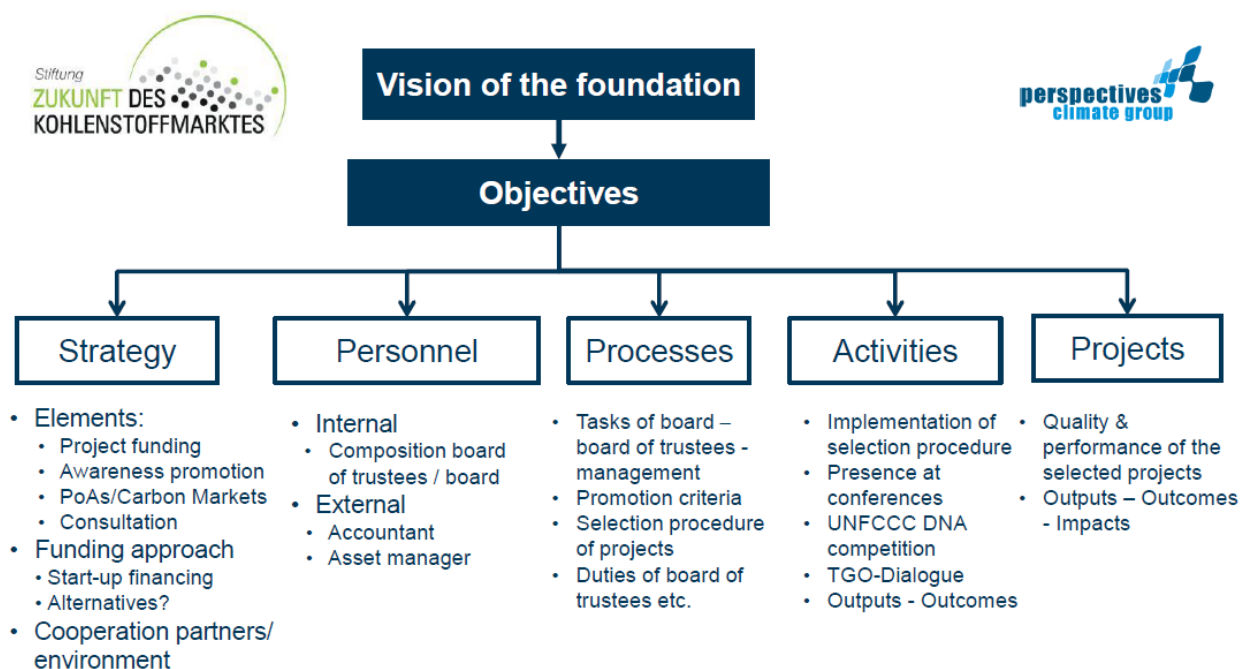 Stiftung
ZUKUNFT DES
KOHLENSTOFFMARKTES
Vision of the foundation
perspectives
climate group
Objectives
Strategy
Personnel
Processes
Activities
Projects
• Elements:
• Project funding
• Awareness promotion
• PoAs/Carbon Markets
• Consultation
• Funding approach
• Start-up financing
• Alternatives?
• Cooperation partners/
environment
• Internal
• Composition board
of trustees / board
• External
• Accountant
• Asset manager
• Tasks of board –
board of trustees -
management
• Promotion criteria
• Selection procedure
of projects
• Duties of board of
trustees etc.
• Implementation of
selection procedure
• Presence at
conferences
• UNFCCC DNA
competition
• TGO-Dialogue
• Outputs - Outcomes
• Quality &
performance of the
selected projects
• Outputs – Outcomes
- Impacts